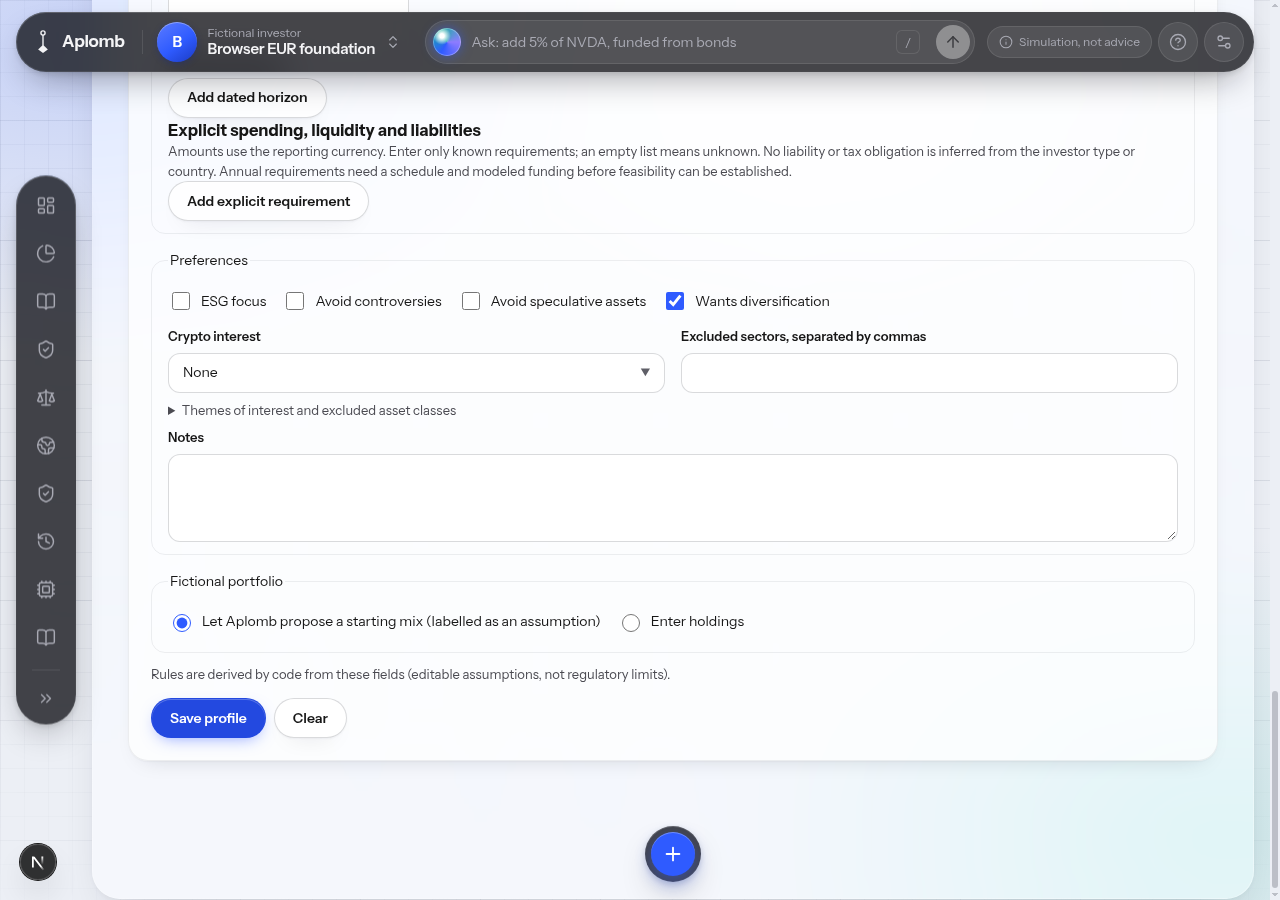 Aplomb
B
Fictional investor
Browser EUR foundation
Ask: add 5% of NVDA, funded from bonds
/
Simulation, not advice
Add dated horizon
Explicit spending, liquidity and liabilities
Amounts use the reporting currency. Enter only known requirements; an empty list means unknown. No liability or tax obligation is inferred from the investor type or
country. Annual requirements need a schedule and modeled funding before feasibility can be established.
Add explicit requirement
Preferences
ESG focus
Avoid controversies
Avoid speculative assets
Wants diversification
Crypto interest
Excluded sectors, separated by commas
None
Themes of interest and excluded asset classes
Notes
Fictional portfolio
Let Aplomb propose a starting mix (labelled as an assumption)
Enter holdings
Rules are derived by code from these fields (editable assumptions, not regulatory limits).
Save profile
Clear
N